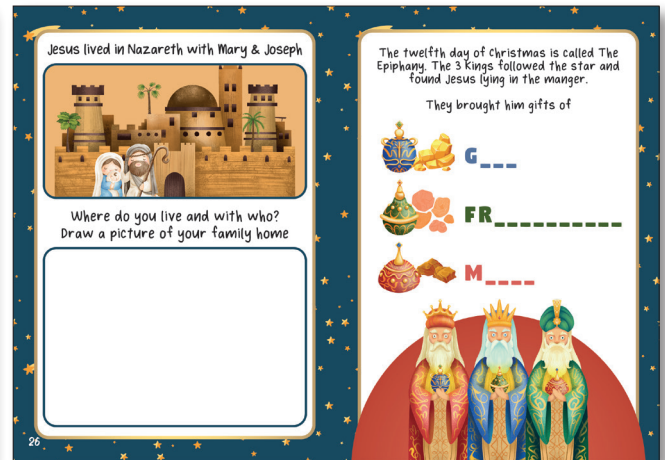 Jesus lived in Nazareth with Mary & Joseph
Where do you live and with who?
Draw a picture of your family home
26
The twelfth day of Christmas is called The
Epiphany. The 3 Kings followed the star and
found Jesus lying in the manger.
They brought him gifts of
G___
FR__________
M____